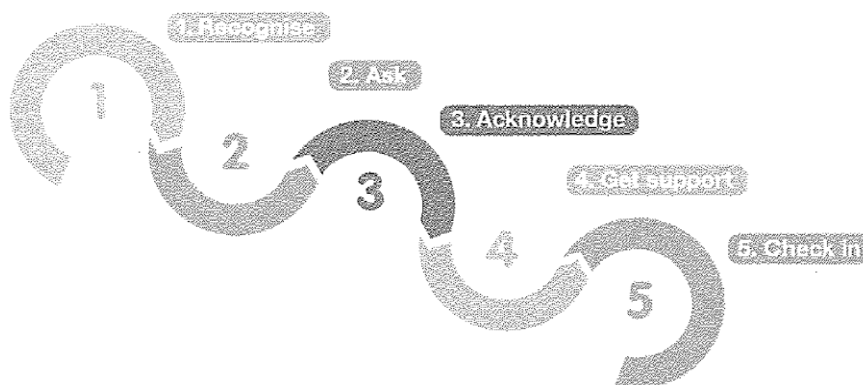 1. Recognise
1
2. Ask
2
3. Acknowledge
3
4. Get support
4
5. Check in
5